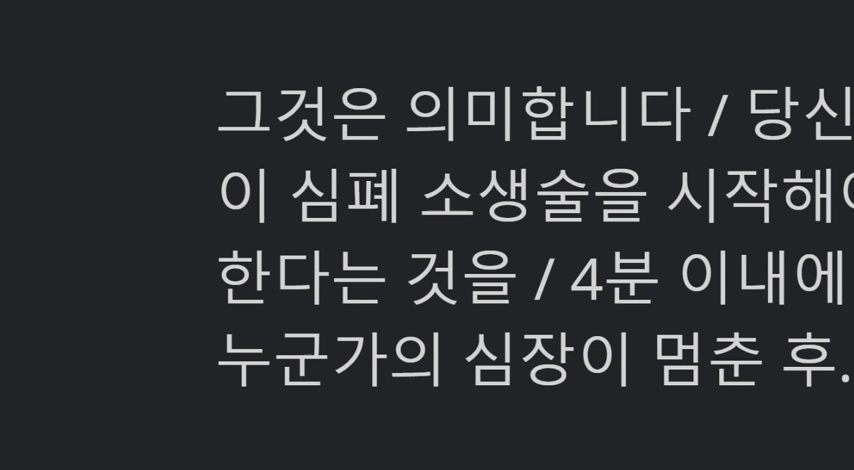 그것은 의미합니다 / 당신
이 심폐 소생술을 시작해
한다는 것을 / 4분 이내에
누군가의 심장이 멈춘 후.